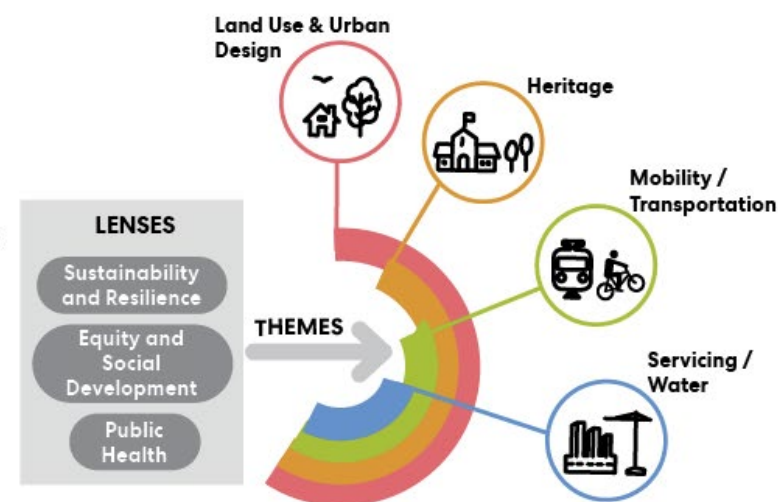 Land Use & Urban
Design
Heritage
Mobility /
Transportation
LENSES
Sustainability
and Resilience
Equity and
Social
Development
Public
Health
THEMES
Servicing /
Water